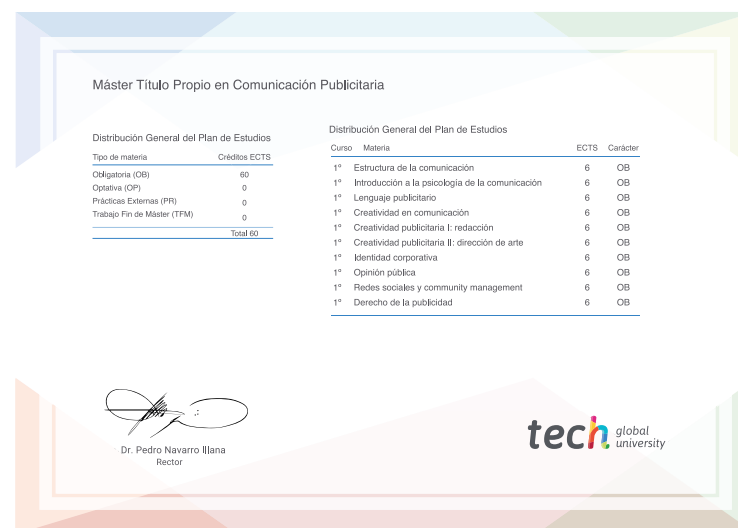 Máster Título Propio en Comunicación Publicitaria
Distribución General del Plan de Estudios
Tipo de materia Créditos ECTS
Obligatoria (OB) 60
Optativa (OP) 0
Prácticas Externas (PR) 0
Trabajo Fin de Máster (TFM) 0
Total 60
Distribución General del Plan de Estudios
Curso Materia ECTS Carácter
1º Estructura de la comunicación 6 OB
1º Introducción a la psicología de la comunicación 6 OB
1º Lenguaje publicitario 6 OB
1º Creatividad en comunicación 6 OB
1º Creatividad publicitaria I: redacción 6 OB
1º Creatividad publicitaria II: dirección de arte 6 OB
1º Identidad corporativa 6 OB
1º Opinión pública 6 OB
1º Redes sociales y community management 6 OB
1º Derecho de la publicidad 6 OB
Dr. Pedro Navarro Illana
Rector
tech global
university